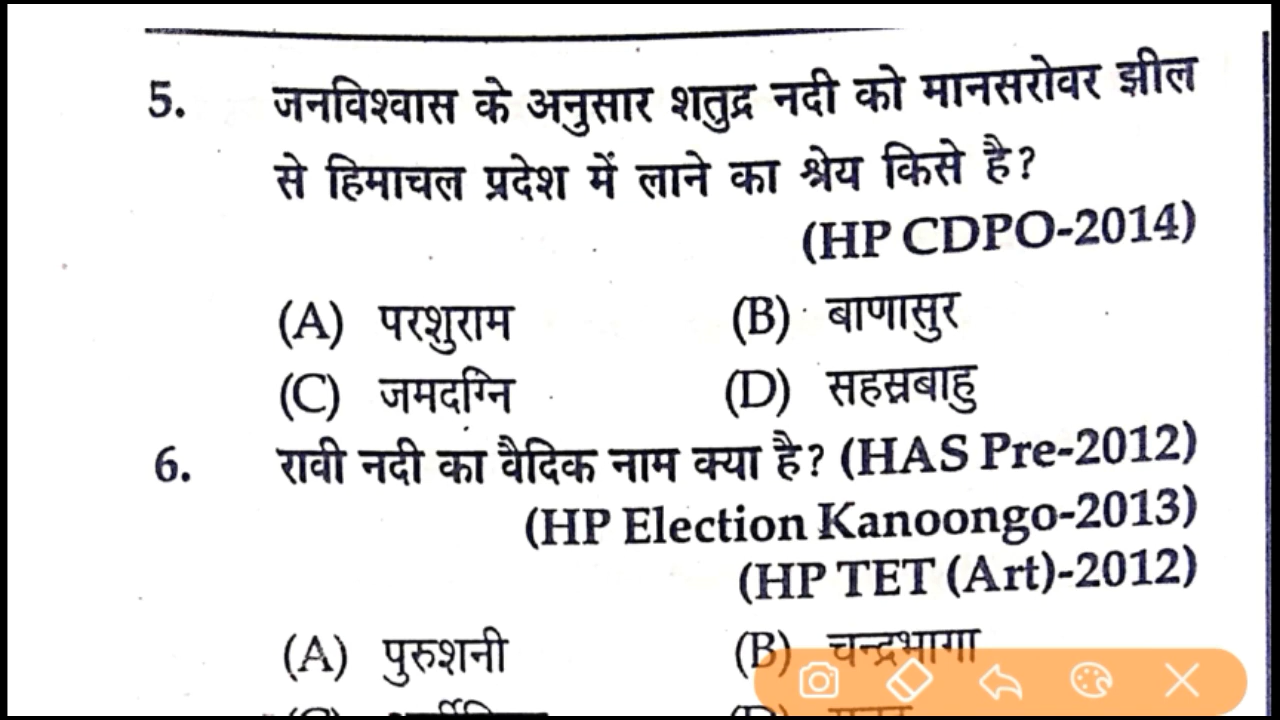 5. जनविश्वास के अनुसार शतुद्र नदी को मानसरोवर झील
से हिमाचल प्रदेश में लाने का श्रेय किसे है?
(HP CDPO-2014)
(A) परशुराम (B) बाणासुर
(C) जमदग्नि (D) सहस्रबाहु
6. रावी नदी का वैदिक नाम क्या है? (HAS Pre-2012)
(HP Election Kanoongo-2013)
(HP TET (Art)-2012)
(A) पुरुशनी (B) चन्द्रभागा